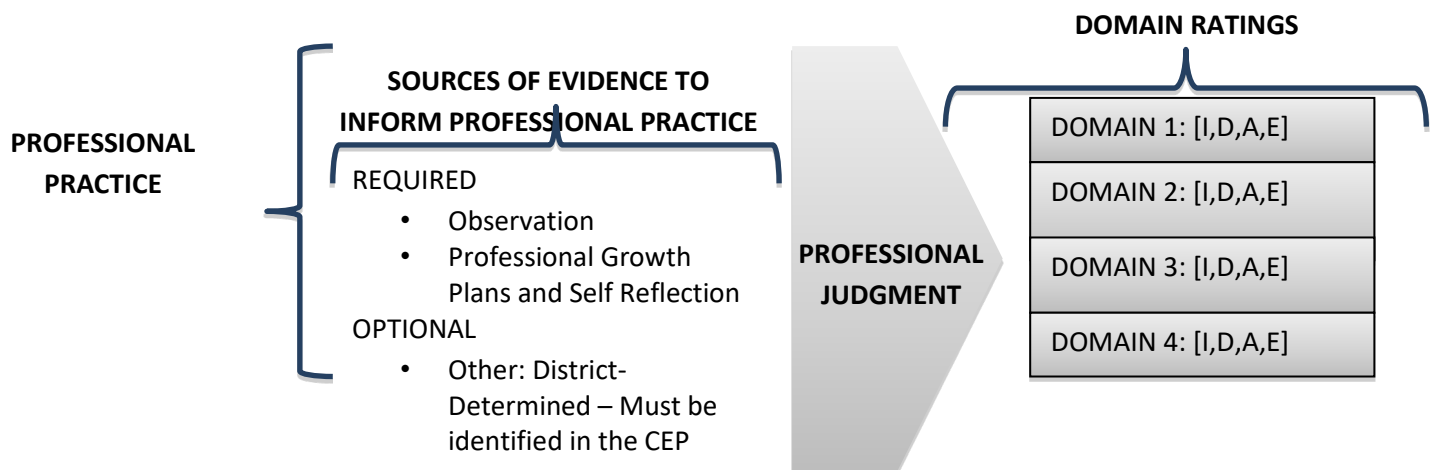 PROFESSIONAL
PRACTICE
SOURCES OF EVIDENCE TO
INFORM PROFESSIONAL PRACTICE
REQUIRED
• Observation
• Professional Growth
Plans and Self Reflection
OPTIONAL
• Other: District-
Determined – Must be
identified in the CEP
PROFESSIONAL
JUDGMENT
DOMAIN RATINGS
DOMAIN 1: [I,D,A,E]
DOMAIN 2: [I,D,A,E]
DOMAIN 3: [I,D,A,E]
DOMAIN 4: [I,D,A,E]